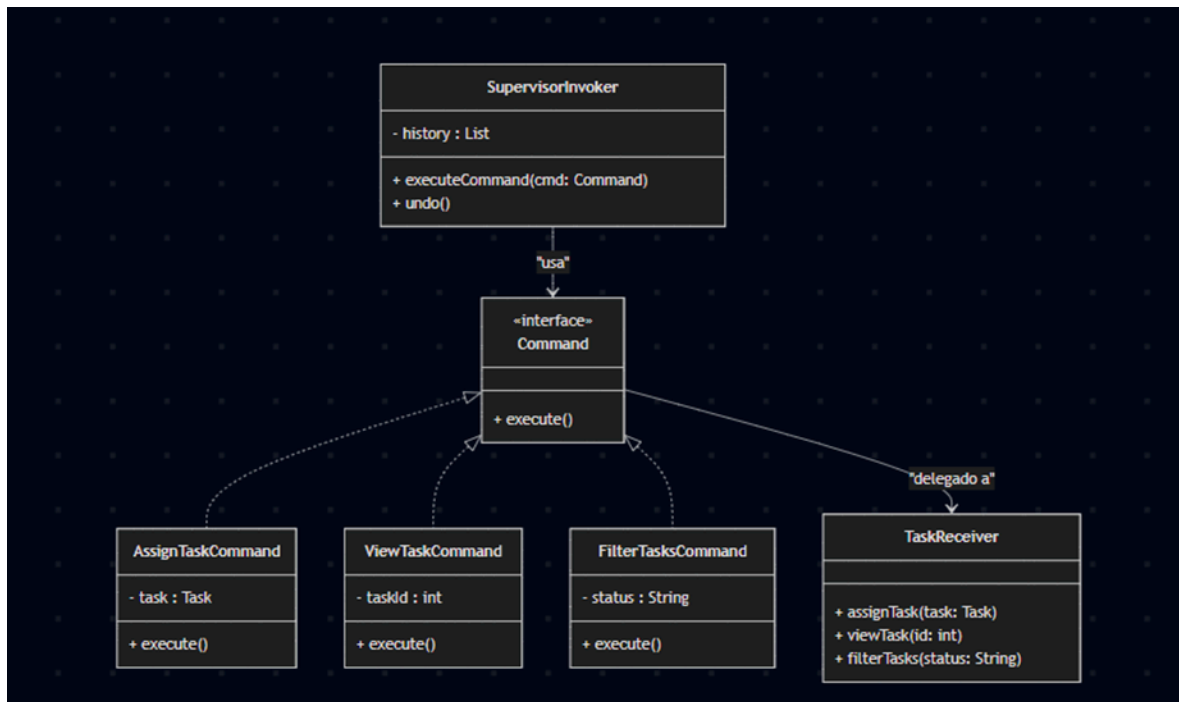 SupervisorInvoker
- history : List
+ executeCommand(cmd: Command)
+ undo()
"usa"
«interface»
Command
+ execute()
"delegado a"
AssignTaskCommand
- task : Task
+ execute()
ViewTaskCommand
- taskId : int
+ execute()
FilterTasksCommand
- status : String
+ execute()
TaskReceiver
+ assignTask(task: Task)
+ viewTask(id: int)
+ filterTasks(status: String)